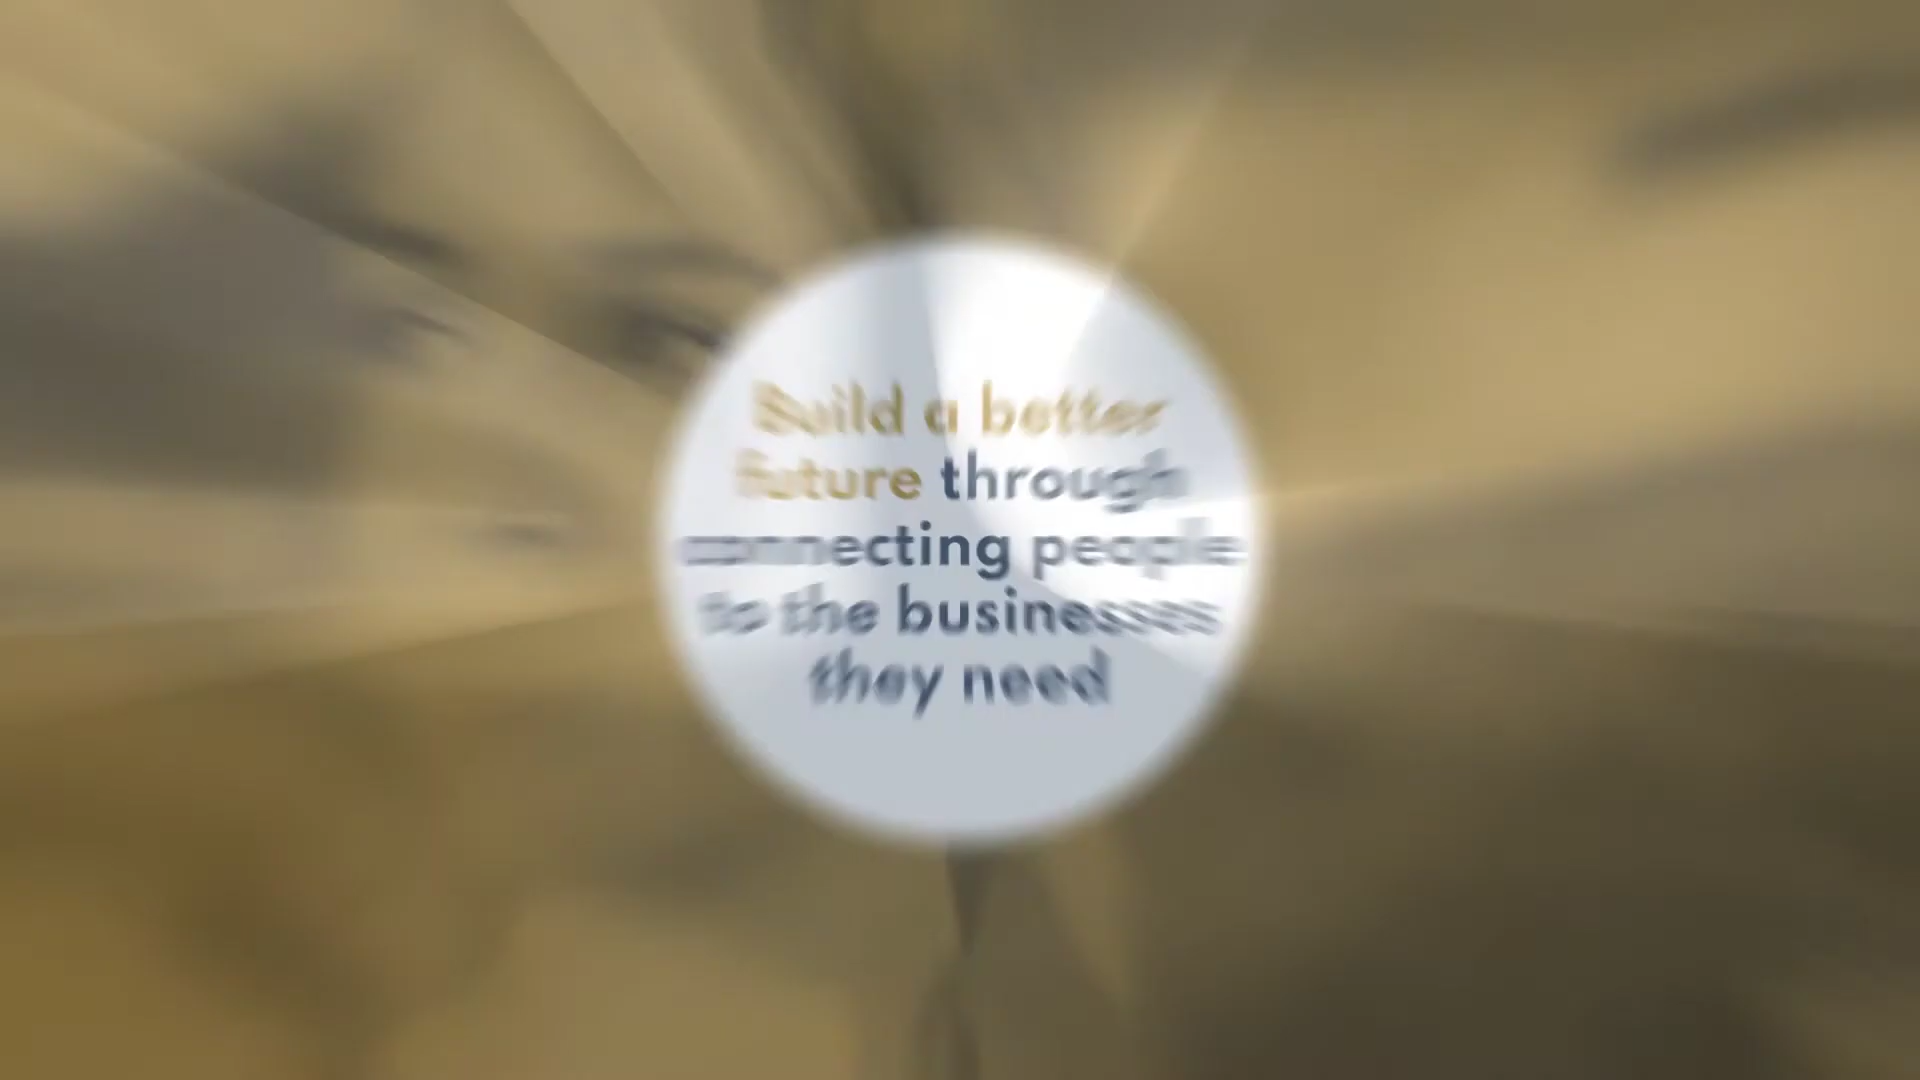 Build a better
future through
connecting people
to the businesses
they need